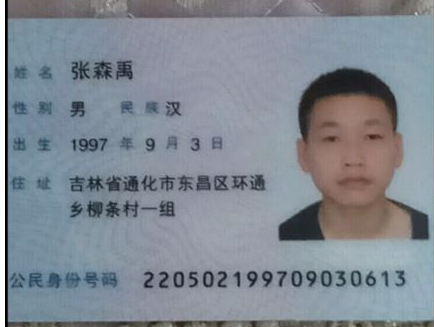 姓名 张森禹
性别 男 民族 汉
出生 1997 年 9 月 3 日
住址 吉林省通化市东昌区环通
乡柳条村一组
公民身份号码 220502199709030613